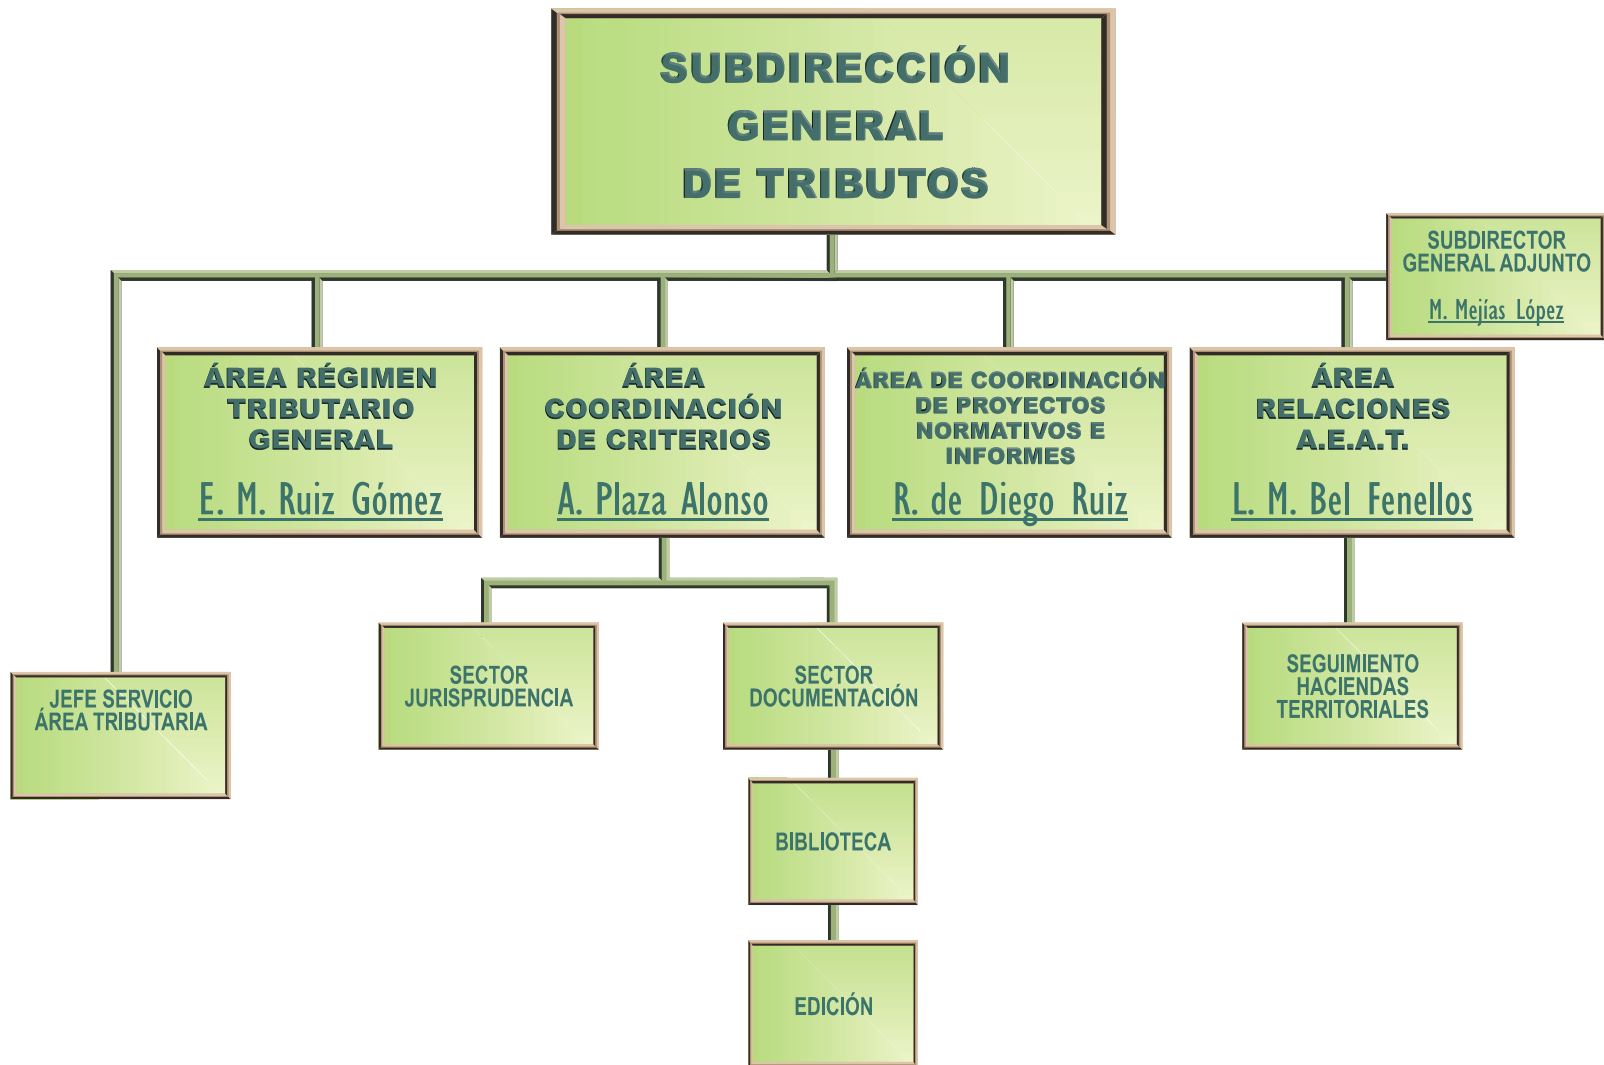 SUBDIRECCIÓN
GENERAL
DE TRIBUTOS
SUBDIRECTOR
GENERAL ADJUNTO
M. Mejías López
ÁREA RÉGIMEN
TRIBUTARIO
GENERAL
E. M. Ruiz Gómez
ÁREA
COORDINACIÓN
DE CRITERIOS
A. Plaza Alonso
ÁREA DE COORDINACIÓN
DE PROYECTOS
NORMATIVOS E
INFORMES
R. de Diego Ruiz
ÁREA
RELACIONES
A.E.A.T.
L. M. Bel Fenellos
JEFE SERVICIO
ÁREA TRIBUTARIA
SECTOR
JURISPRUDENCIA
SECTOR
DOCUMENTACIÓN
SEGUIMIENTO
HACIENDAS
TERRITORIALES
BIBLIOTECA
EDICIÓN